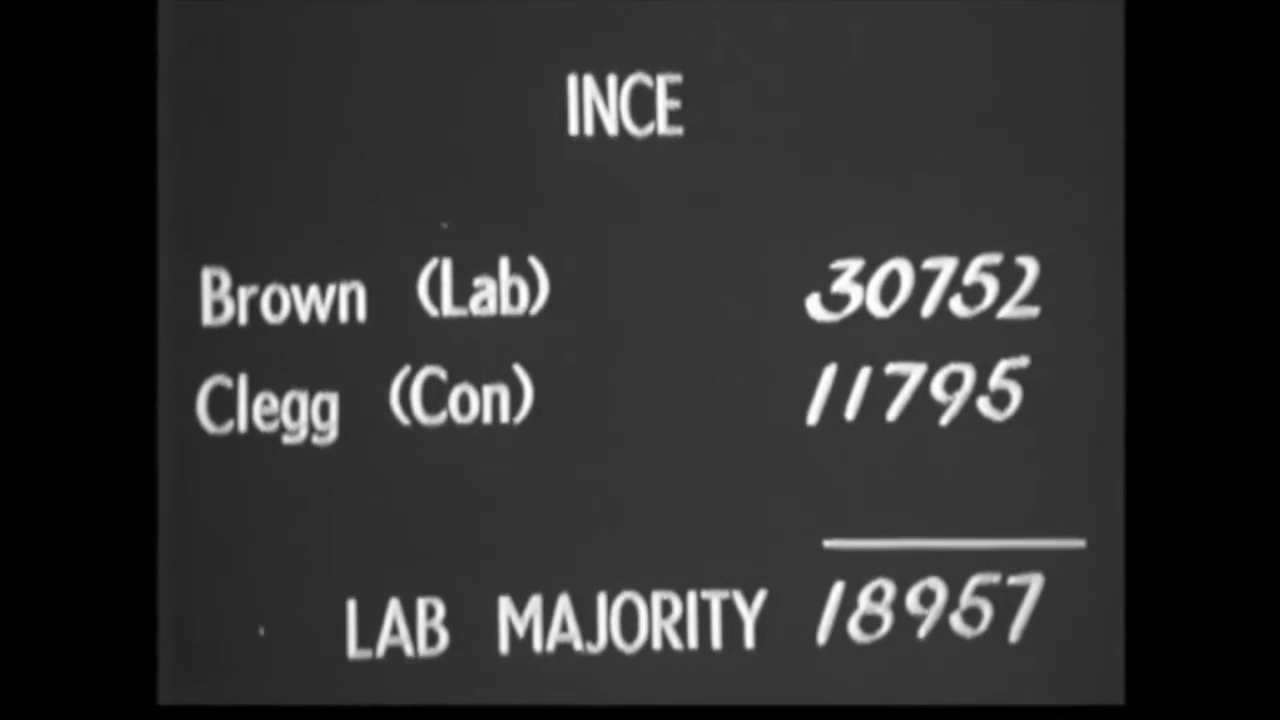 INCE
Brown (Lab) 30752
Clegg (Con) 11795
LAB MAJORITY 18957